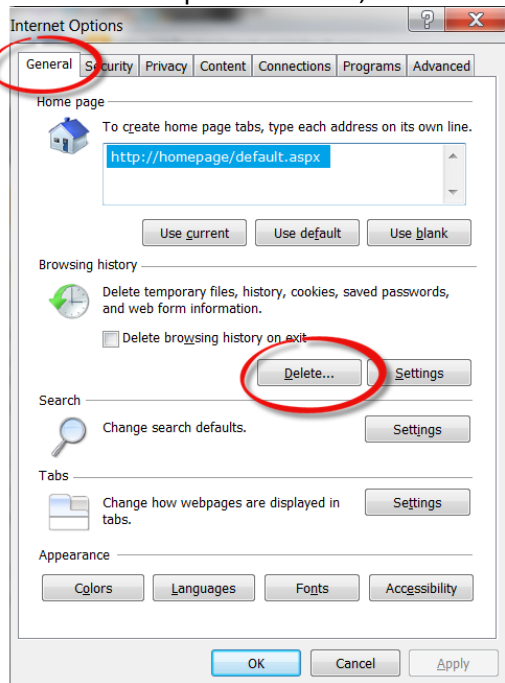 Internet Options
General Security Privacy Content Connections Programs Advanced
Home page
To create home page tabs, type each address on its own line.
http://homepage/default.aspx
Use current Use default Use blank
Browsing history
Delete temporary files, history, cookies, saved passwords,
and web form information.
Delete browsing history on exit
Delete... Settings
Search
Change search defaults. Settings
Tabs
Change how webpages are displayed in Settings
tabs.
Appearance
Colors Languages Fonts Accessibility
OK Cancel Apply